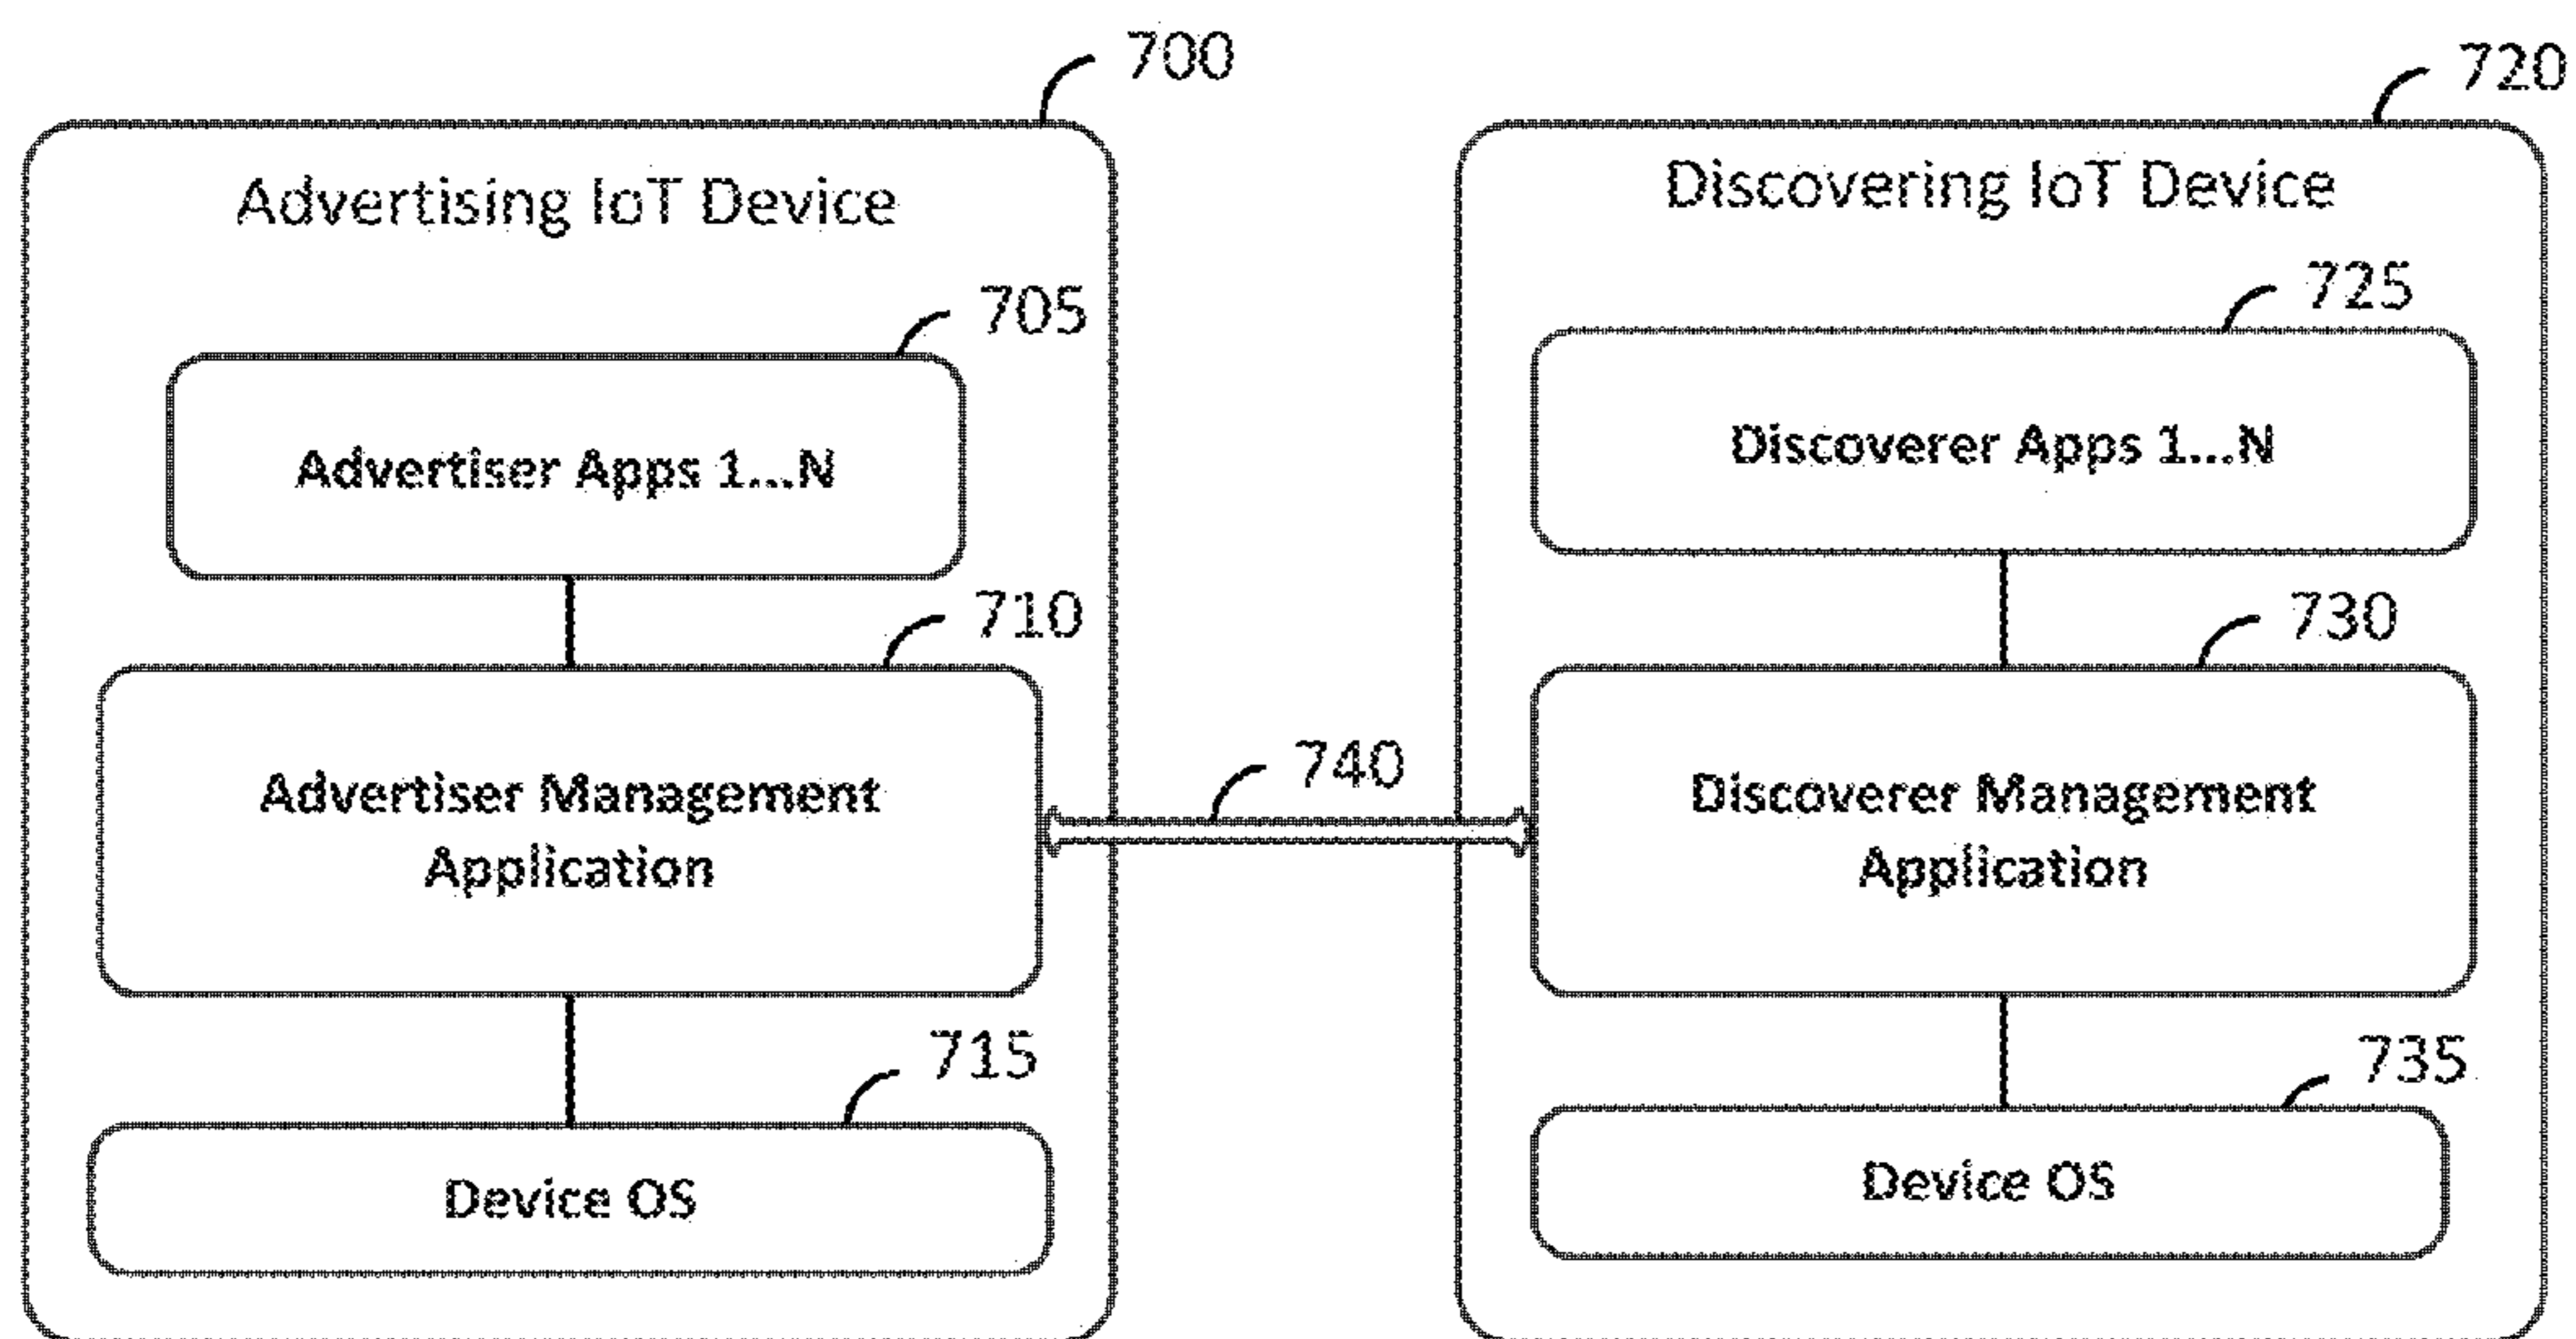 700
Advertising IoT Device
705
Advertiser Apps 1...N
710
Advertiser Management
Application
715
Device OS
740
720
Discovering IoT Device
725
Discoverer Apps 1...N
730
Discoverer Management
Application
735
Device OS